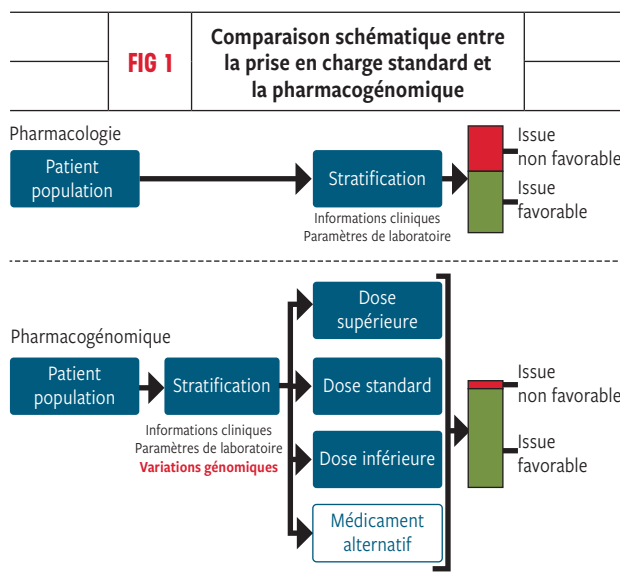 FIG 1
Comparaison schématique entre
la prise en charge standard et
la pharmacogénomique
Pharmacologie
Patient
population
Stratification
Informations cliniques
Paramètres de laboratoire
Issue
non favorable
Issue
favorable
Pharmacogénomique
Patient
population
Stratification
Informations cliniques
Paramètres de laboratoire
Variations génomiques
Dose
supérieure
Dose standard
Dose inférieure
Médicament
alternatif
Issue
non favorable
Issue
favorable